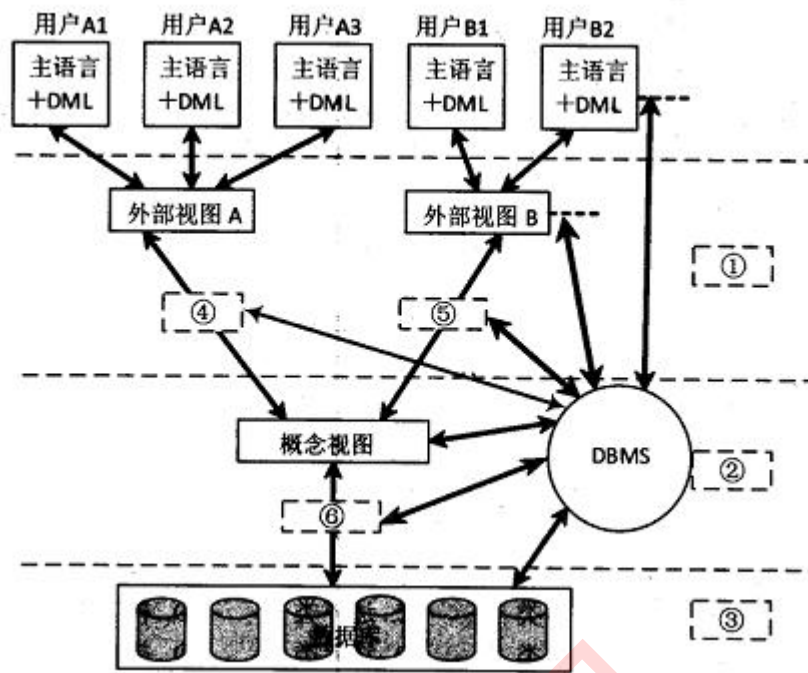 用户A1 用户A2 用户A3 用户B1 用户B2
主语言 主语言 主语言 主语言 主语言
+DML +DML +DML +DML +DML
外部视图 A 外部视图 B
①
④ ⑤
概念视图 DBMS
②
⑥
③